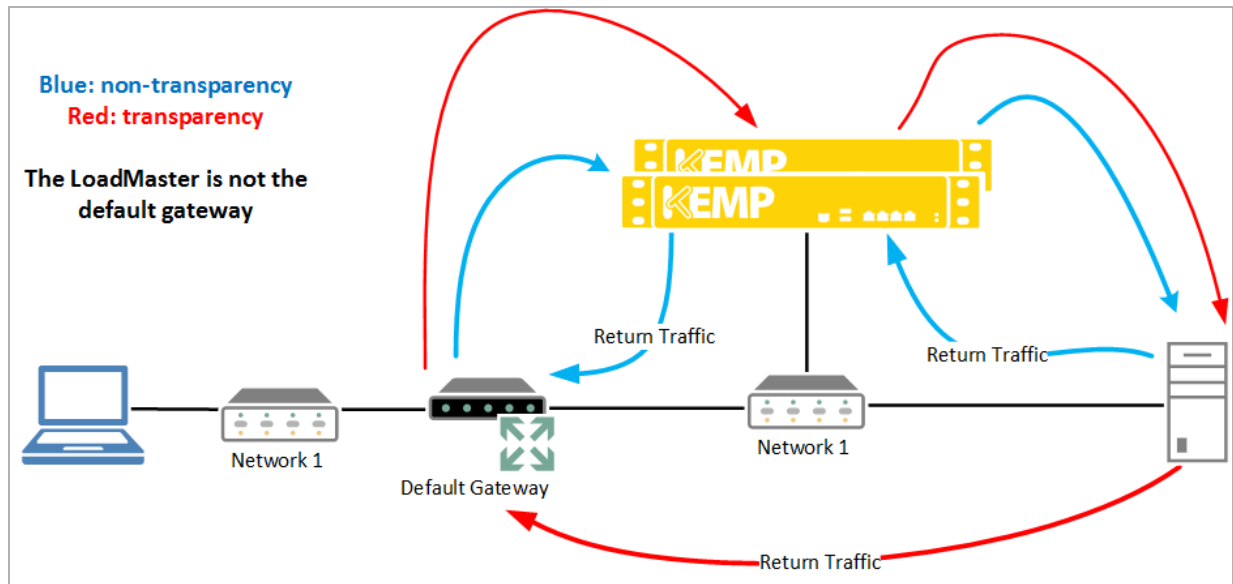 Blue: non-transparency
Red: transparency
The LoadMaster is not the
default gateway
KEMP
KEMP
Return Traffic
Return Traffic
Network 1
Network 1
Default Gateway
Return Traffic